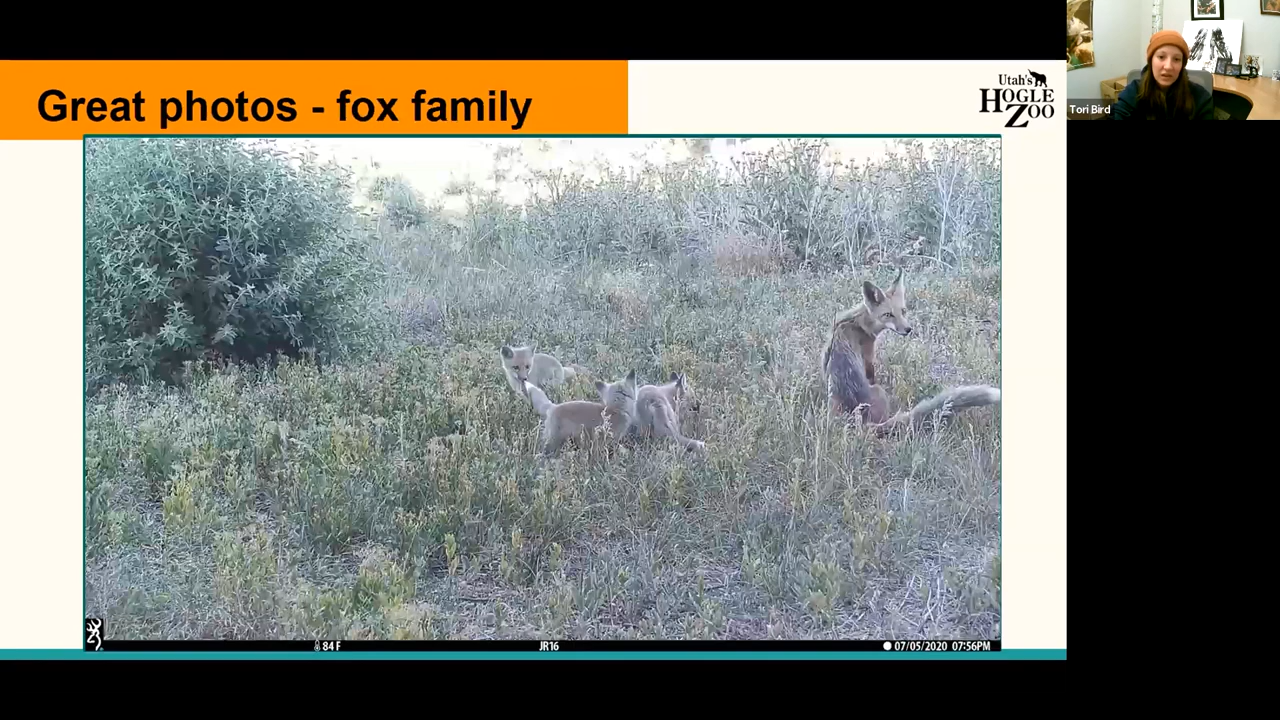 Great photos - fox family
Utah's
HOGLE
ZOO
Tori Bird
84 F
JR16
07/05/2020 07:56PM